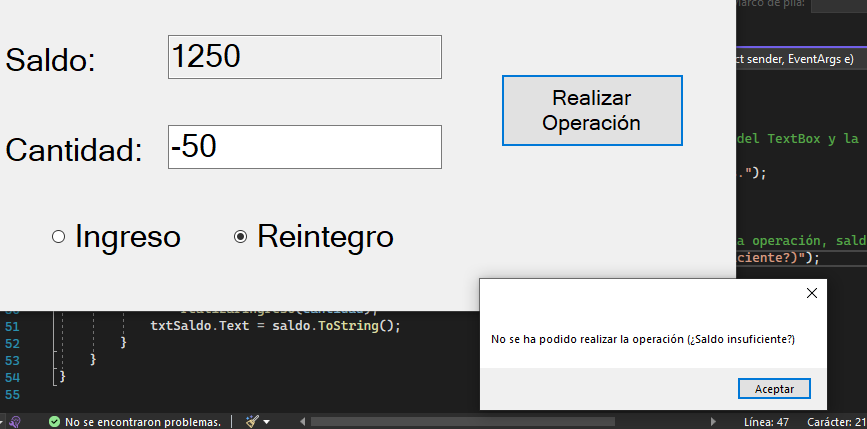 Marco de pila:
ct sender, EventArgs e)
Saldo:
1250
Realizar
Operación
Cantidad:
-50
del TextBox y la
.");
Ingreso
Reintegro
a operación, sald
ciente?)");
51
txtSaldo.Text = saldo.ToString();
52
}
53
}
54
}
55
No se ha podido realizar la operación (¿Saldo insuficiente?)
Aceptar
No se encontraron problemas.
Línea: 47
Carácter: 21